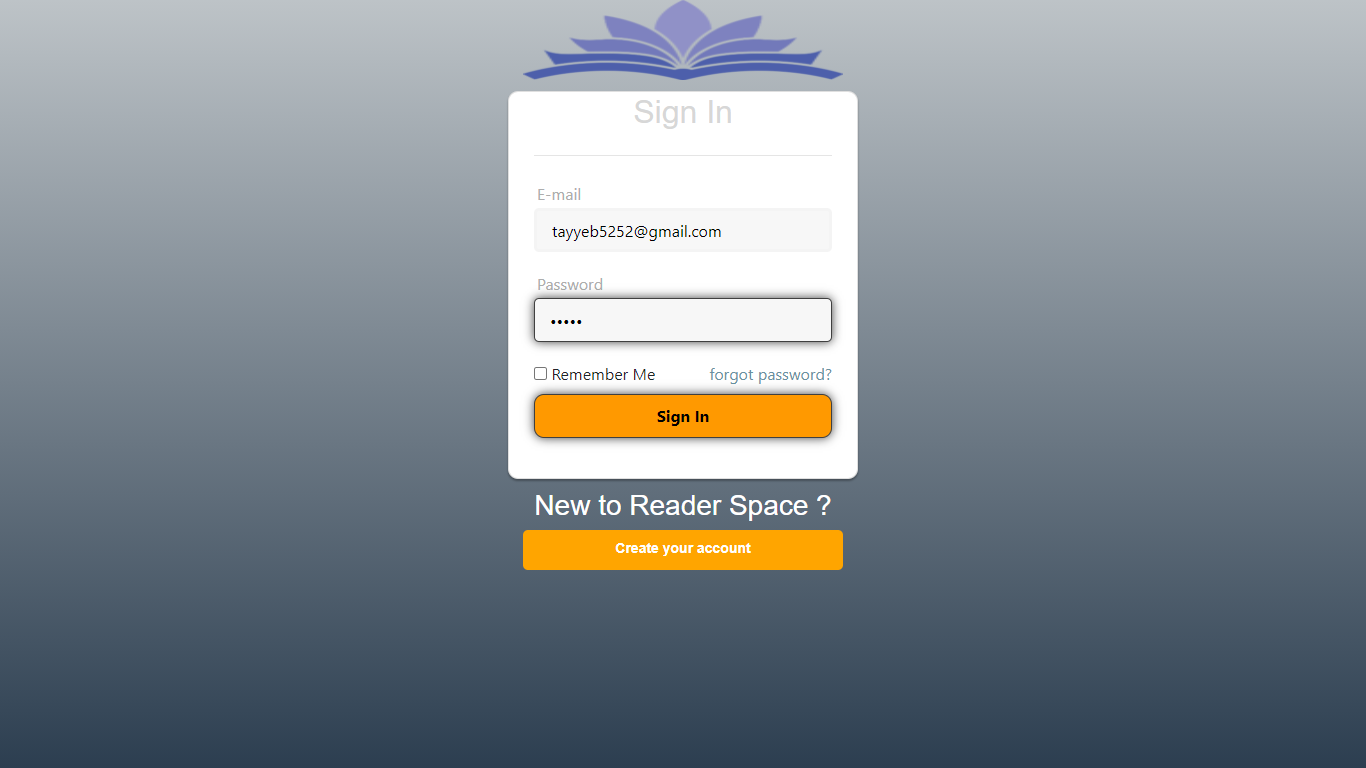 Sign In
E-mail
tayyeb5252@gmail.com
Password
•••••
Remember Me forgot password?
Sign In
New to Reader Space ?
Create your account